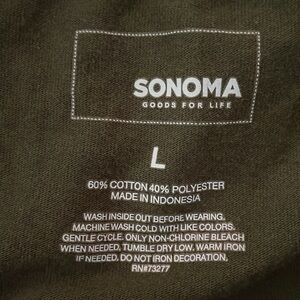 SONOMA
GOODS FOR LIFE
L
60% COTTON 40% POLYESTER
MADE IN INDONESIA
WASH INSIDE OUT BEFORE WEARING.
MACHINE WASH COLD WITH LIKE COLORS.
GENTLE CYCLE. ONLY NON-CHLORINE BLEACH
WHEN NEEDED, TUMBLE DRY LOW. WARM IRON
IF NEEDED. DO NOT IRON DECORATION.
RN#73277